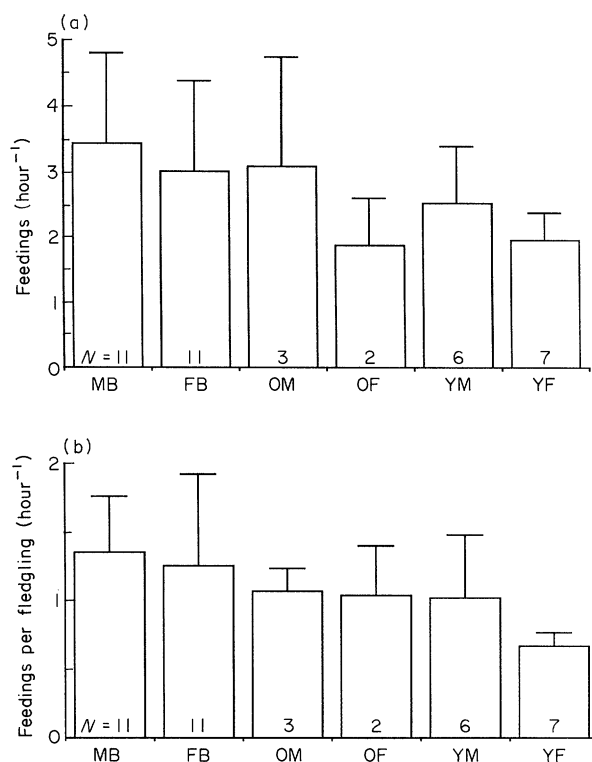 (a)
5
4
3
2
1
0
Feedings (hour⁻¹)
N = 11 11 3 2 6 7
MB FB OM OF YM YF
(b)
2
1
0
Feedings per fledgling (hour⁻¹)
N = 11 11 3 2 6 7
MB FB OM OF YM YF